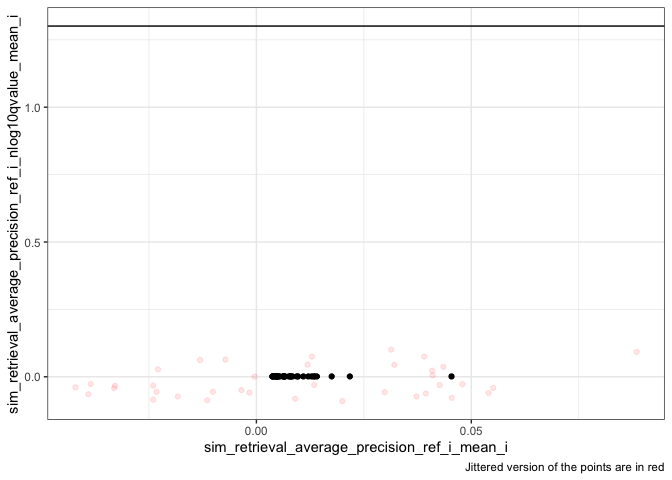 sim_retrieval_average_precision_ref_i_nlog10qvalue_mean_i
1.0
0.5
0.0
0.00
0.05
sim_retrieval_average_precision_ref_i_mean_i
Jittered version of the points are in red